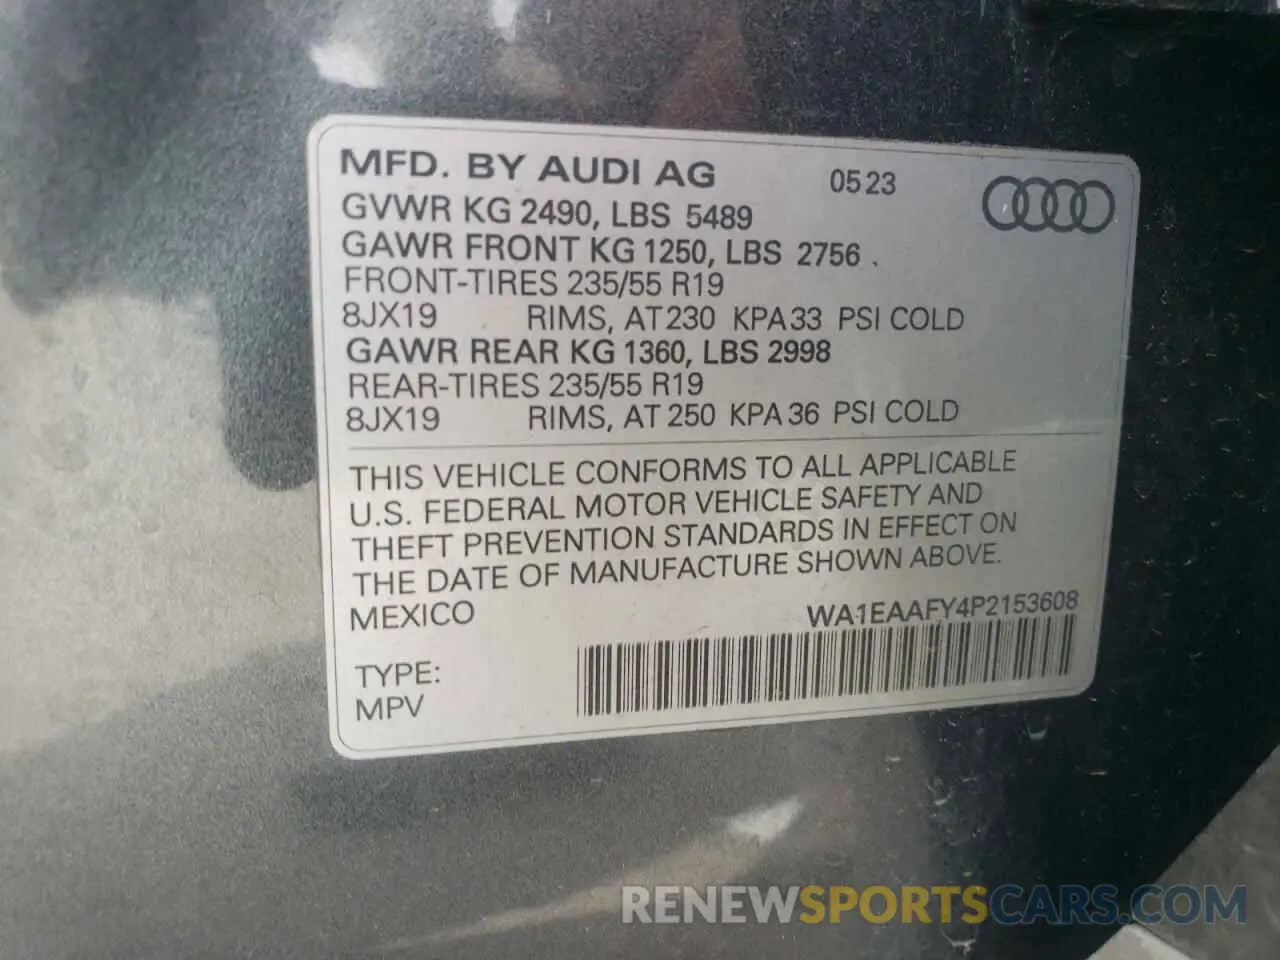 MFD. BY AUDI AG 0523
GVWR KG 2490, LBS 5489
GAWR FRONT KG 1250, LBS 2756 .
FRONT-TIRES 235/55 R19
8JX19 RIMS, AT 230 KPA 33 PSI COLD
GAWR REAR KG 1360, LBS 2998
REAR-TIRES 235/55 R19
8JX19 RIMS, AT 250 KPA 36 PSI COLD
THIS VEHICLE CONFORMS TO ALL APPLICABLE
U.S. FEDERAL MOTOR VEHICLE SAFETY AND
THEFT PREVENTION STANDARDS IN EFFECT ON
THE DATE OF MANUFACTURE SHOWN ABOVE.
MEXICO WA1EAAFY4P2153608
TYPE:
MPV
RENEWSPORTSCARS.COM